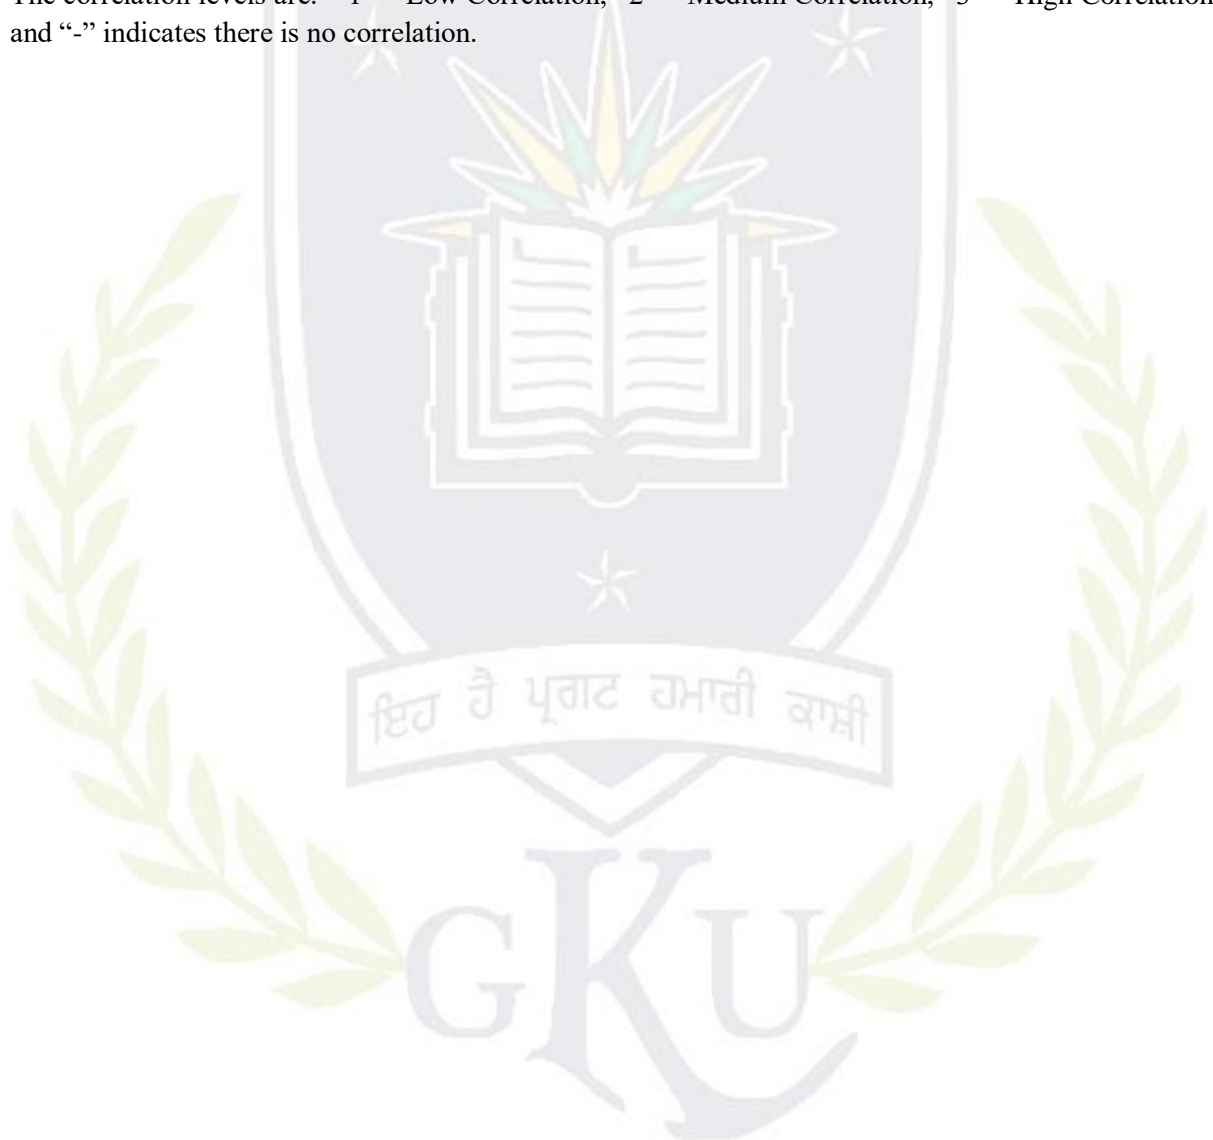 The correlation levels are: “1” – Low Correlation, “2” – Medium Correlation, “3” – High Correlation
and “-” indicates there is no correlation.
ਇਹ ਹੈ ਪ੍ਰਗਟ ਹਮਾਰੀ ਕਾਸ਼ੀ
GKU